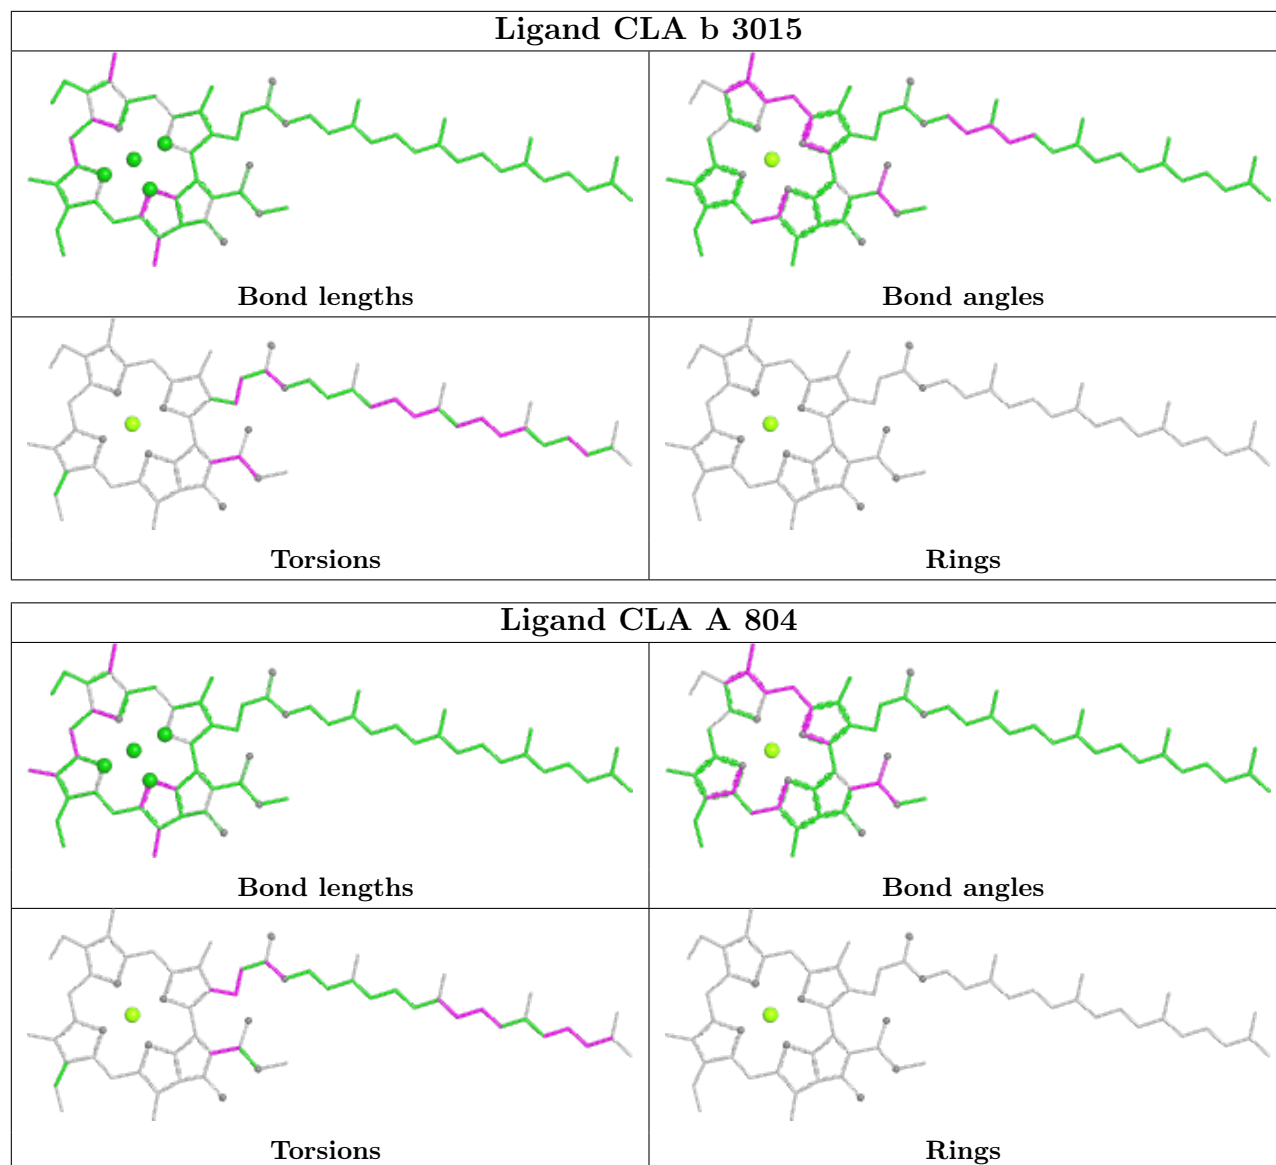 Ligand CLA b 3015
Bond lengths
Bond angles
Torsions
Rings
Ligand CLA A 804
Bond lengths
Bond angles
Torsions
Rings